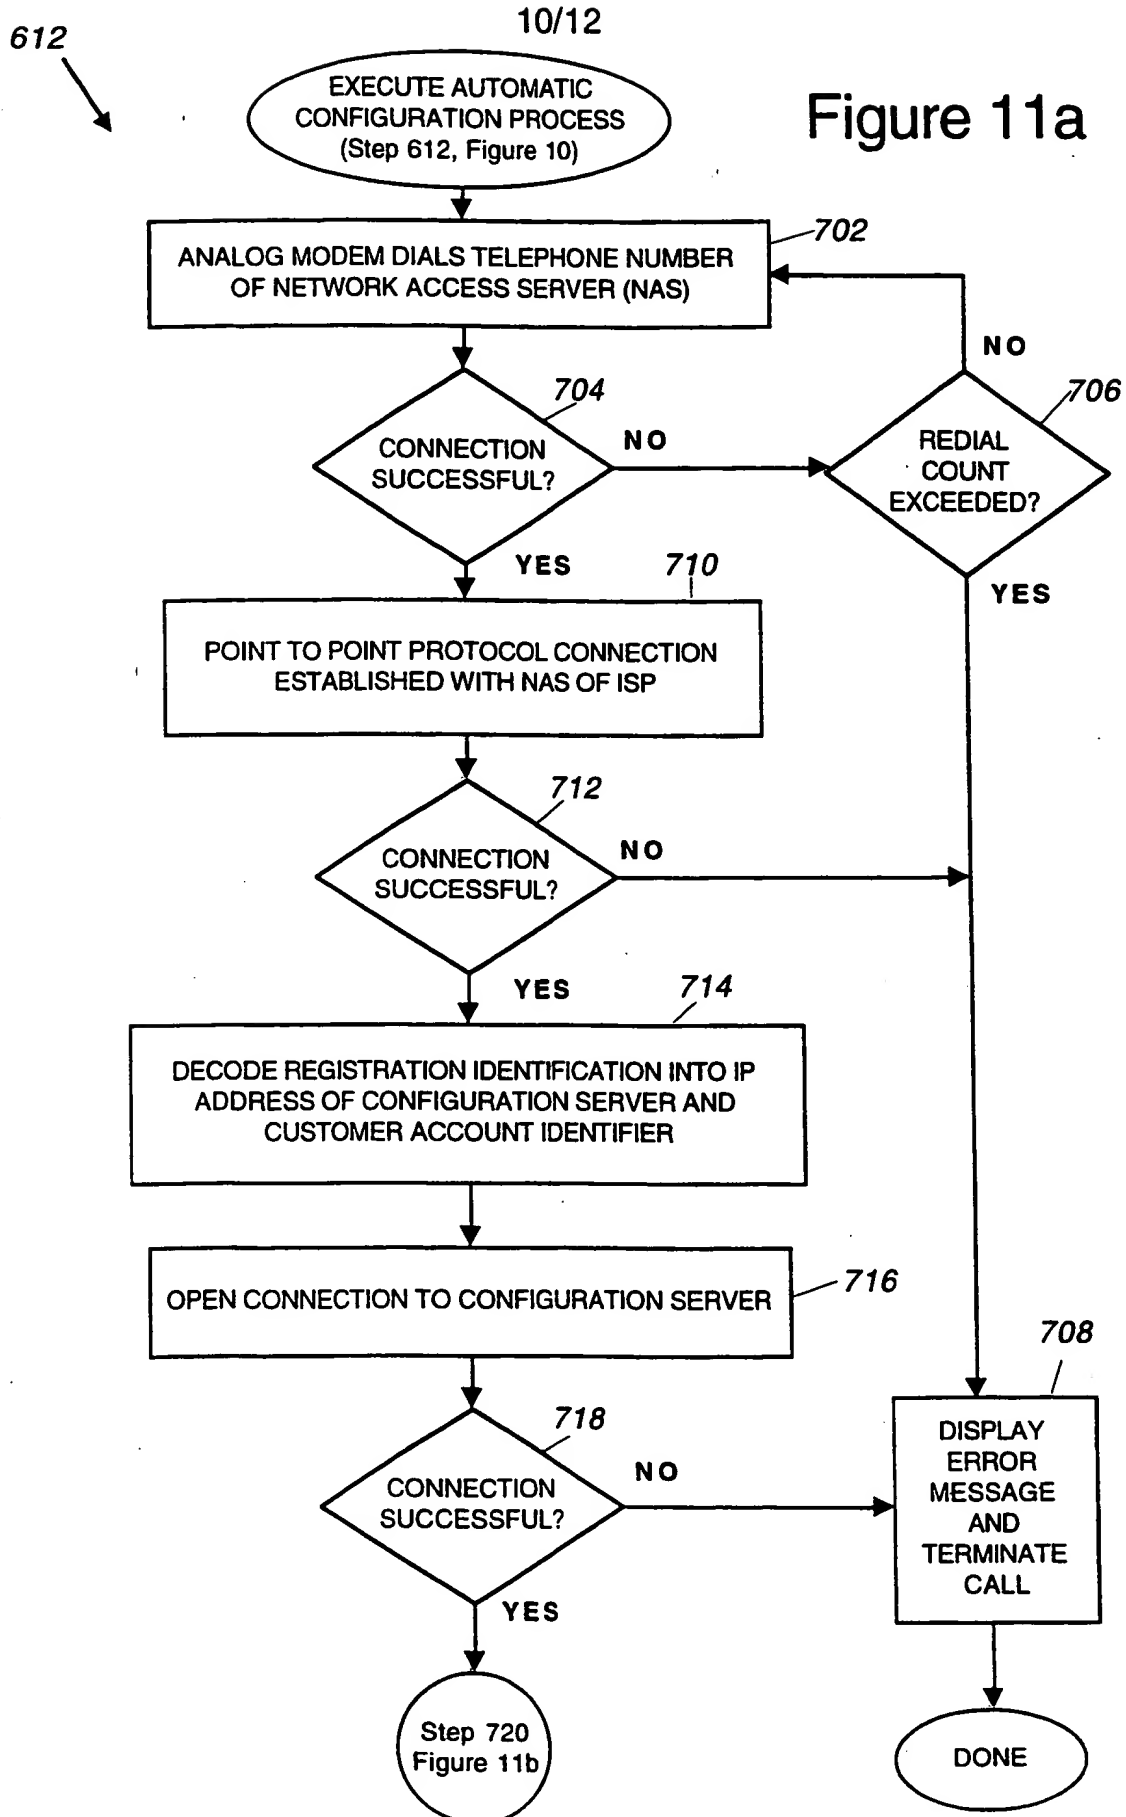 10/12
612
EXECUTE AUTOMATIC
CONFIGURATION PROCESS
(Step 612, Figure 10)
Figure 11a
702
ANALOG MODEM DIALS TELEPHONE NUMBER
OF NETWORK ACCESS SERVER (NAS)
NO
704
706
CONNECTION
SUCCESSFUL?
NO
REDIAL
COUNT
EXCEEDED?
YES
710
YES
POINT TO POINT PROTOCOL CONNECTION
ESTABLISHED WITH NAS OF ISP
712
CONNECTION
SUCCESSFUL?
NO
YES
714
DECODE REGISTRATION IDENTIFICATION INTO IP
ADDRESS OF CONFIGURATION SERVER AND
CUSTOMER ACCOUNT IDENTIFIER
716
OPEN CONNECTION TO CONFIGURATION SERVER
708
718
CONNECTION
SUCCESSFUL?
NO
DISPLAY
ERROR
MESSAGE
AND
TERMINATE
CALL
YES
Step 720
Figure 11b
DONE